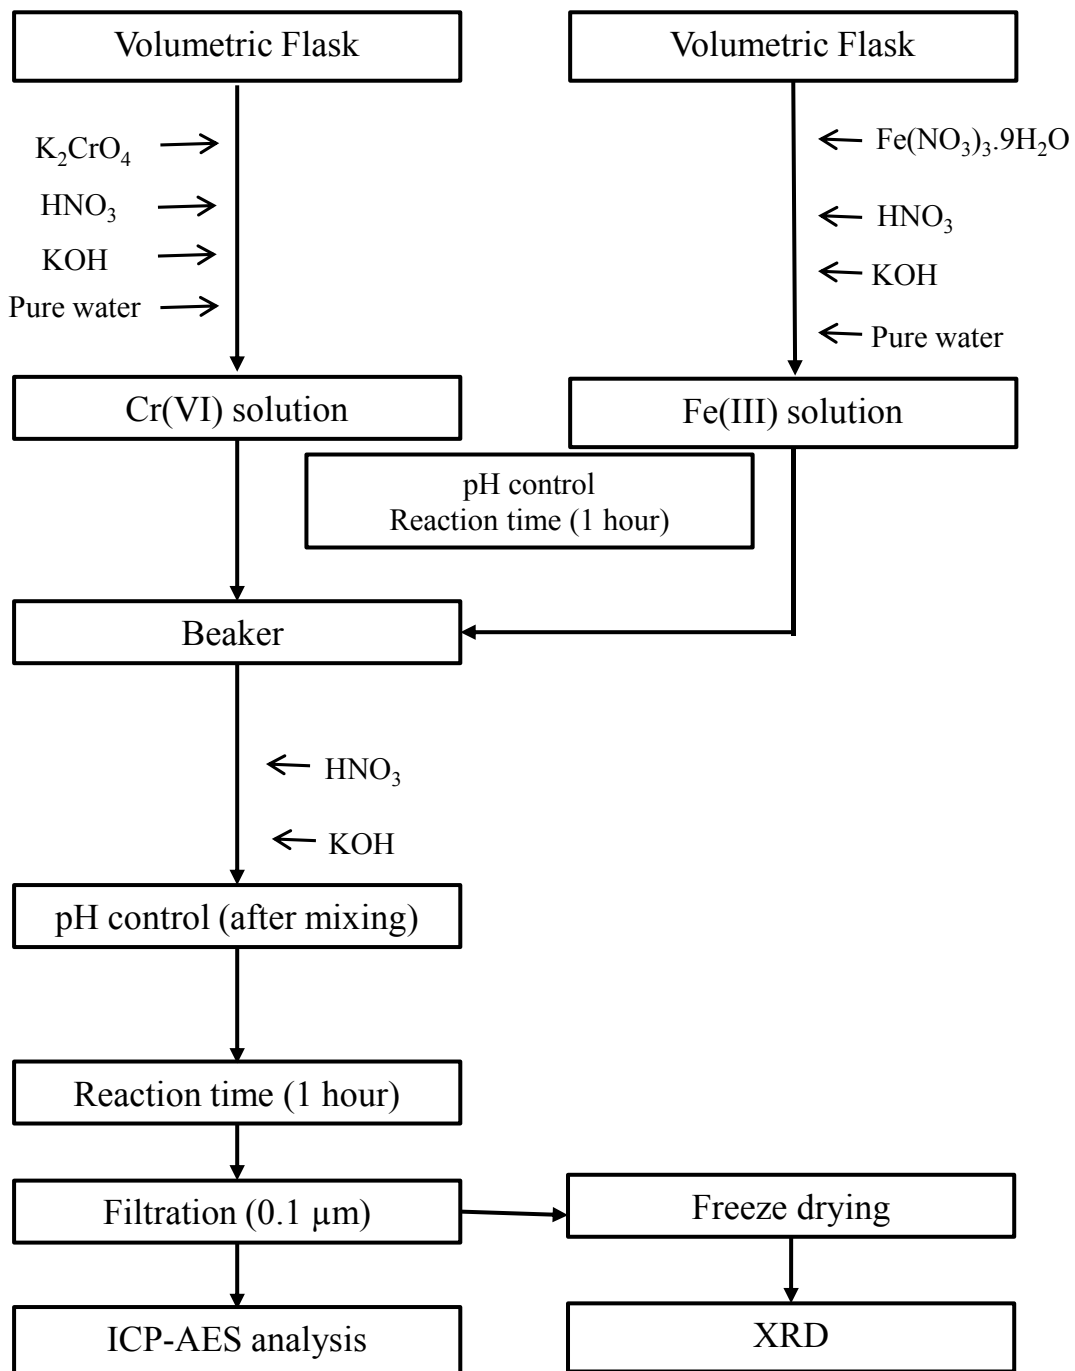 Volumetric Flask
Volumetric Flask
K₂CrO₄
HNO₃
KOH
Pure water
Fe(NO₃)₃.9H₂O
HNO₃
KOH
Pure water
Cr(VI) solution
Fe(III) solution
pH control
Reaction time (1 hour)
Beaker
HNO₃
KOH
pH control (after mixing)
Reaction time (1 hour)
Filtration (0.1 µm)
Freeze drying
ICP-AES analysis
XRD